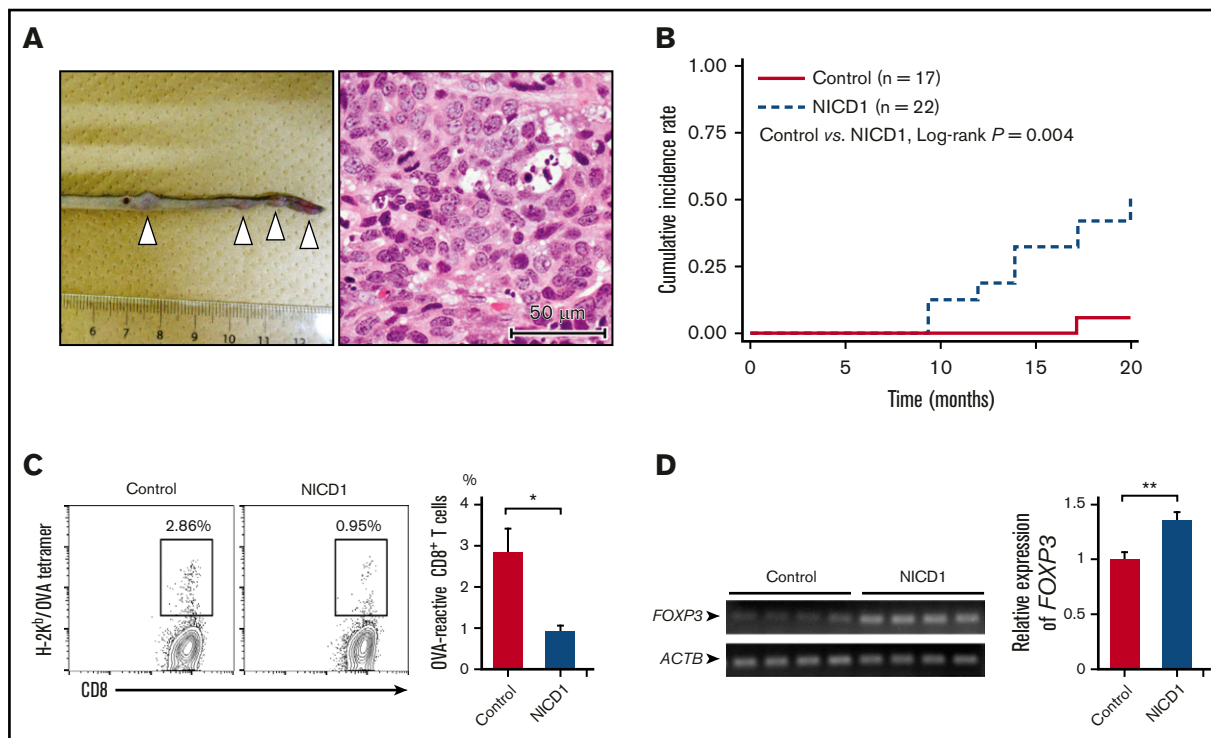 A
6 7 8 9 10 11 12
50 µm
B
1.00
0.75
0.50
0.25
0.00
Cumulative incidence rate
Control (n = 17)
NICD1 (n = 22)
Control vs. NICD1, Log-rank P = 0.004
0 5 10 15 20
Time (months)
C
Control NICD1
2.86% 0.95%
H-2Kᵇ/OVA tetramer
CD8
%
OVA-reactive CD8⁺ T cells
4
3
2
1
0
*
Control NICD1
D
Control NICD1
FOXP3
ACTB
Relative expression
of FOXP3
1.5
1
0.5
0
**
Control NICD1